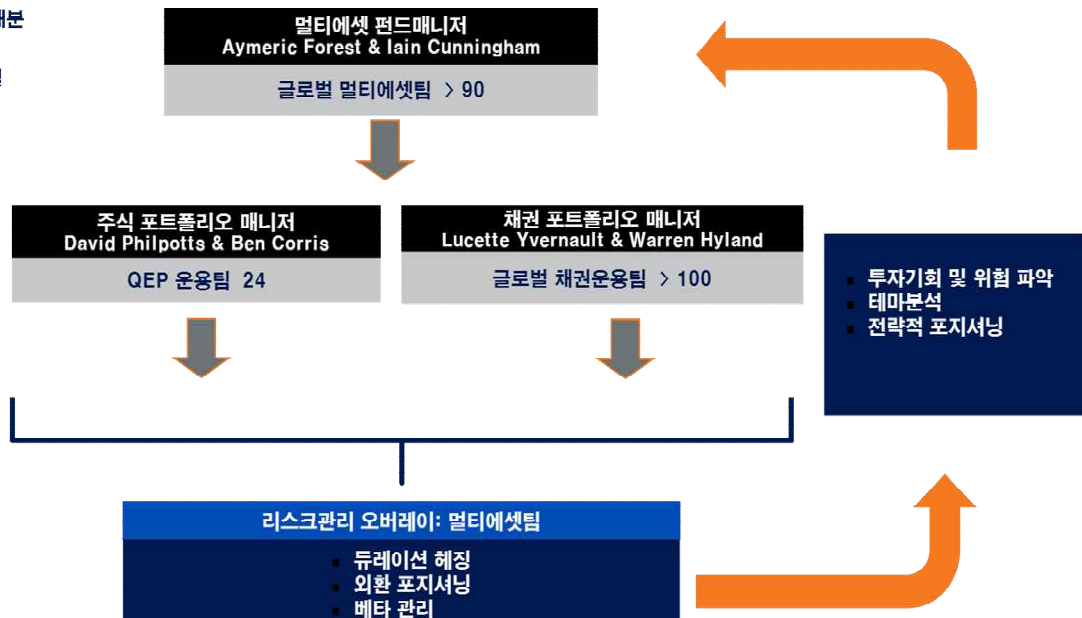 배분
멀티에셋 펀드매니저
Aymeric Forest & Iain Cunningham
글로벌 멀티에셋팀 > 90
주식 포트폴리오 매니저
David Philpotts & Ben Corris
QEP 운용팀 24
채권 포트폴리오 매니저
Lucette Yvernault & Warren Hyland
글로벌 채권운용팀 > 100
▪ 투자기회 및 위험 파악
▪ 테마분석
▪ 전략적 포지셔닝
리스크관리 오버레이: 멀티에셋팀
▪ 듀레이션 헤징
▪ 외환 포지셔닝
▪ 베타 관리